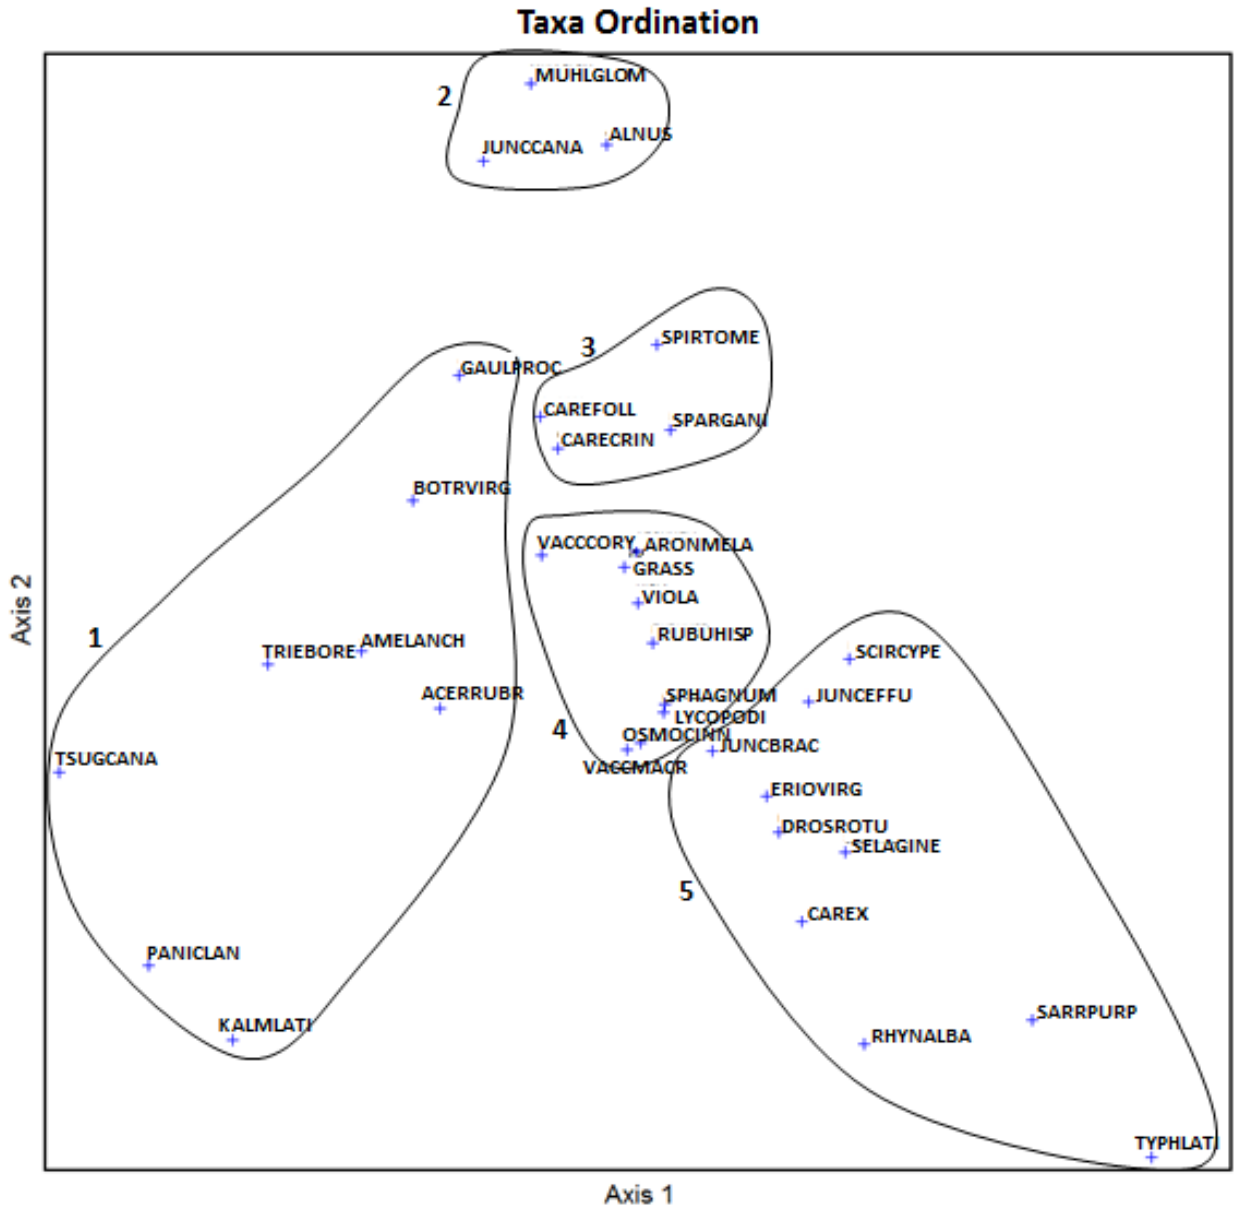 Taxa Ordination
MUHLGLOM
2
ALNUS
JUNCCANA
SPIRTOME
3
GAULPROC
CAREFOLL
SPARGANI
CARECRIN
BOTRVIRG
VACCCORY
ARONMELA
GRASS
VIOLA
Axis 2
1
RUBUHISP
AMELANCH
TRIEBORE
SCIRCYPE
ACERRUBR
SPHAGNUM
JUNCEFFU
LYCOPODI
4
OSMOCINN
JUNCBRAC
TSUGCANA
VACCMACR
ERIOVIRG
DROSROTU
SELAGINE
5
CAREX
PANICLAN
SARRPURP
KALMLATI
RHYNALBA
TYPHLATI
Axis 1